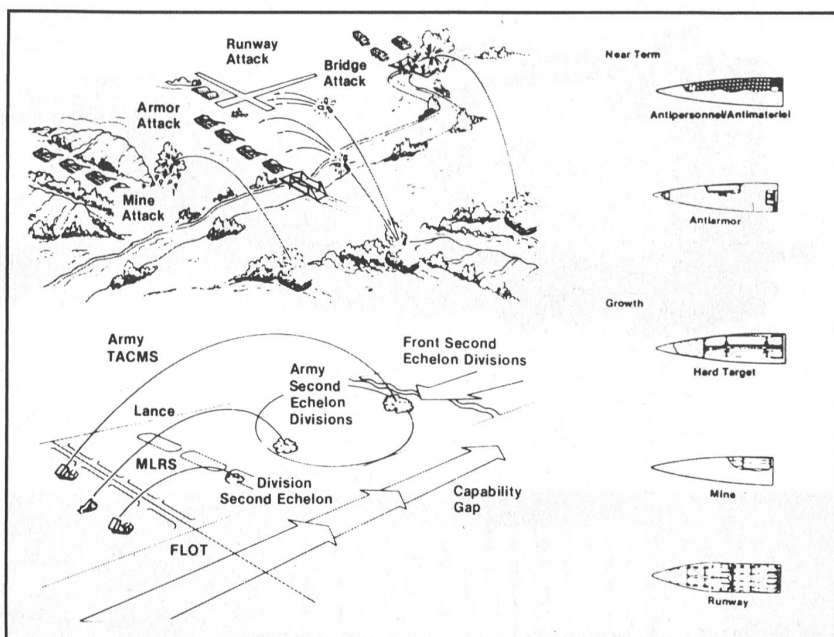 Runway
Attack
Bridge
Attack
Armor
Attack
Mine
Attack
Near Term
Antipersonnel/Antimateriel
Antiarmor
Growth
Hard Target
Mine
Runway
Army
TACMS
Lance
MLRS
Army
Second
Echelon
Divisions
Front Second
Echelon Divisions
Division
Second Echelon
Capability
Gap
FLOT